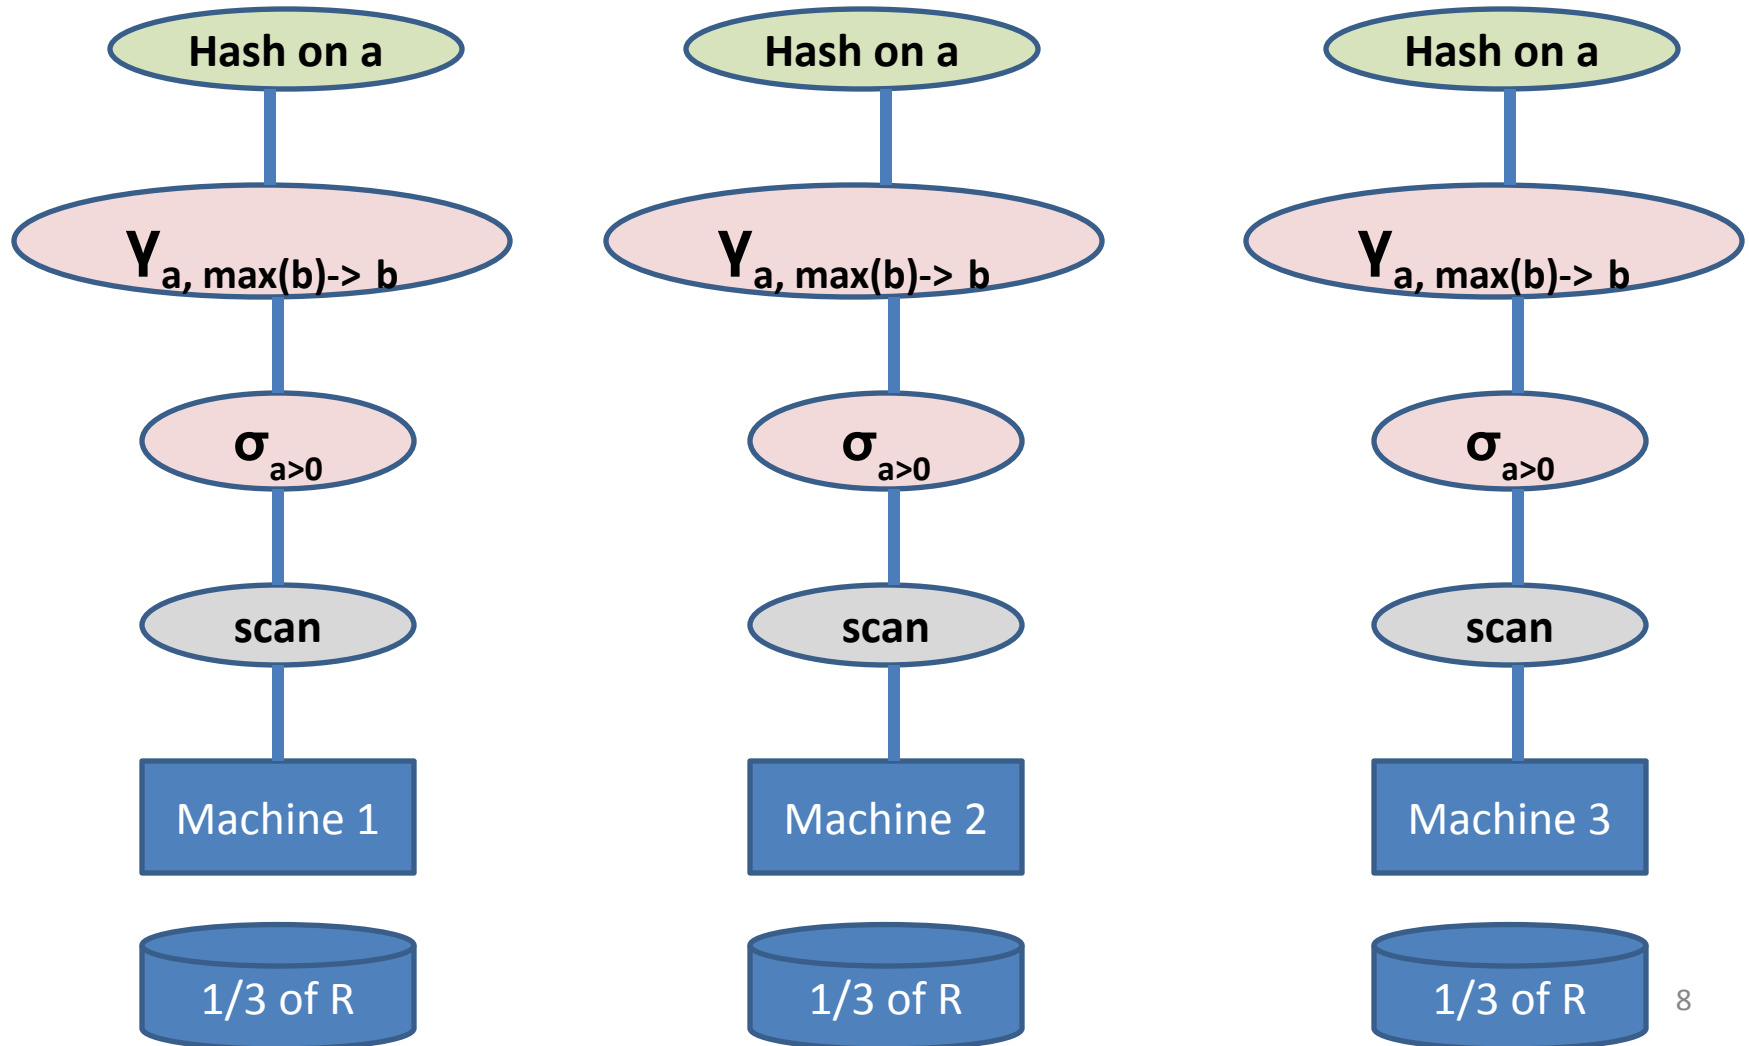 Hash on a Hash on a Hash on a
γa, max(b)-> b γa, max(b)-> b γa, max(b)-> b
σa>0 σa>0 σa>0
scan scan scan
Machine 1 Machine 2 Machine 3
1/3 of R 1/3 of R 1/3 of R 8